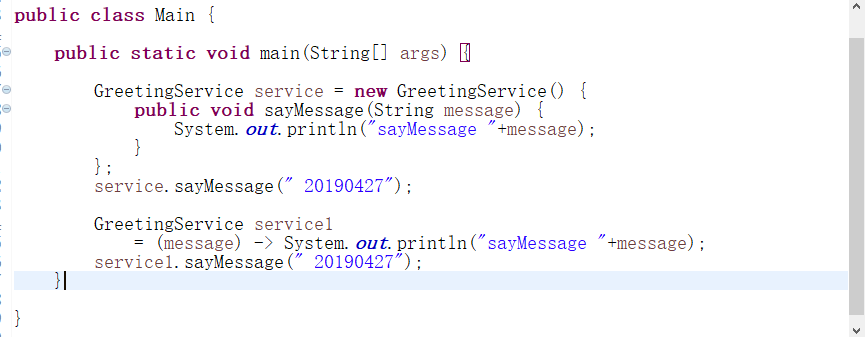 public class Main {
public static void main(String[] args) {
GreetingService service = new GreetingService() {
public void sayMessage(String message) {
System.out.println("sayMessage "+message);
}
};
service.sayMessage(" 20190427");
GreetingService service1
= (message) -> System.out.println("sayMessage "+message);
service1.sayMessage(" 20190427");
}
}